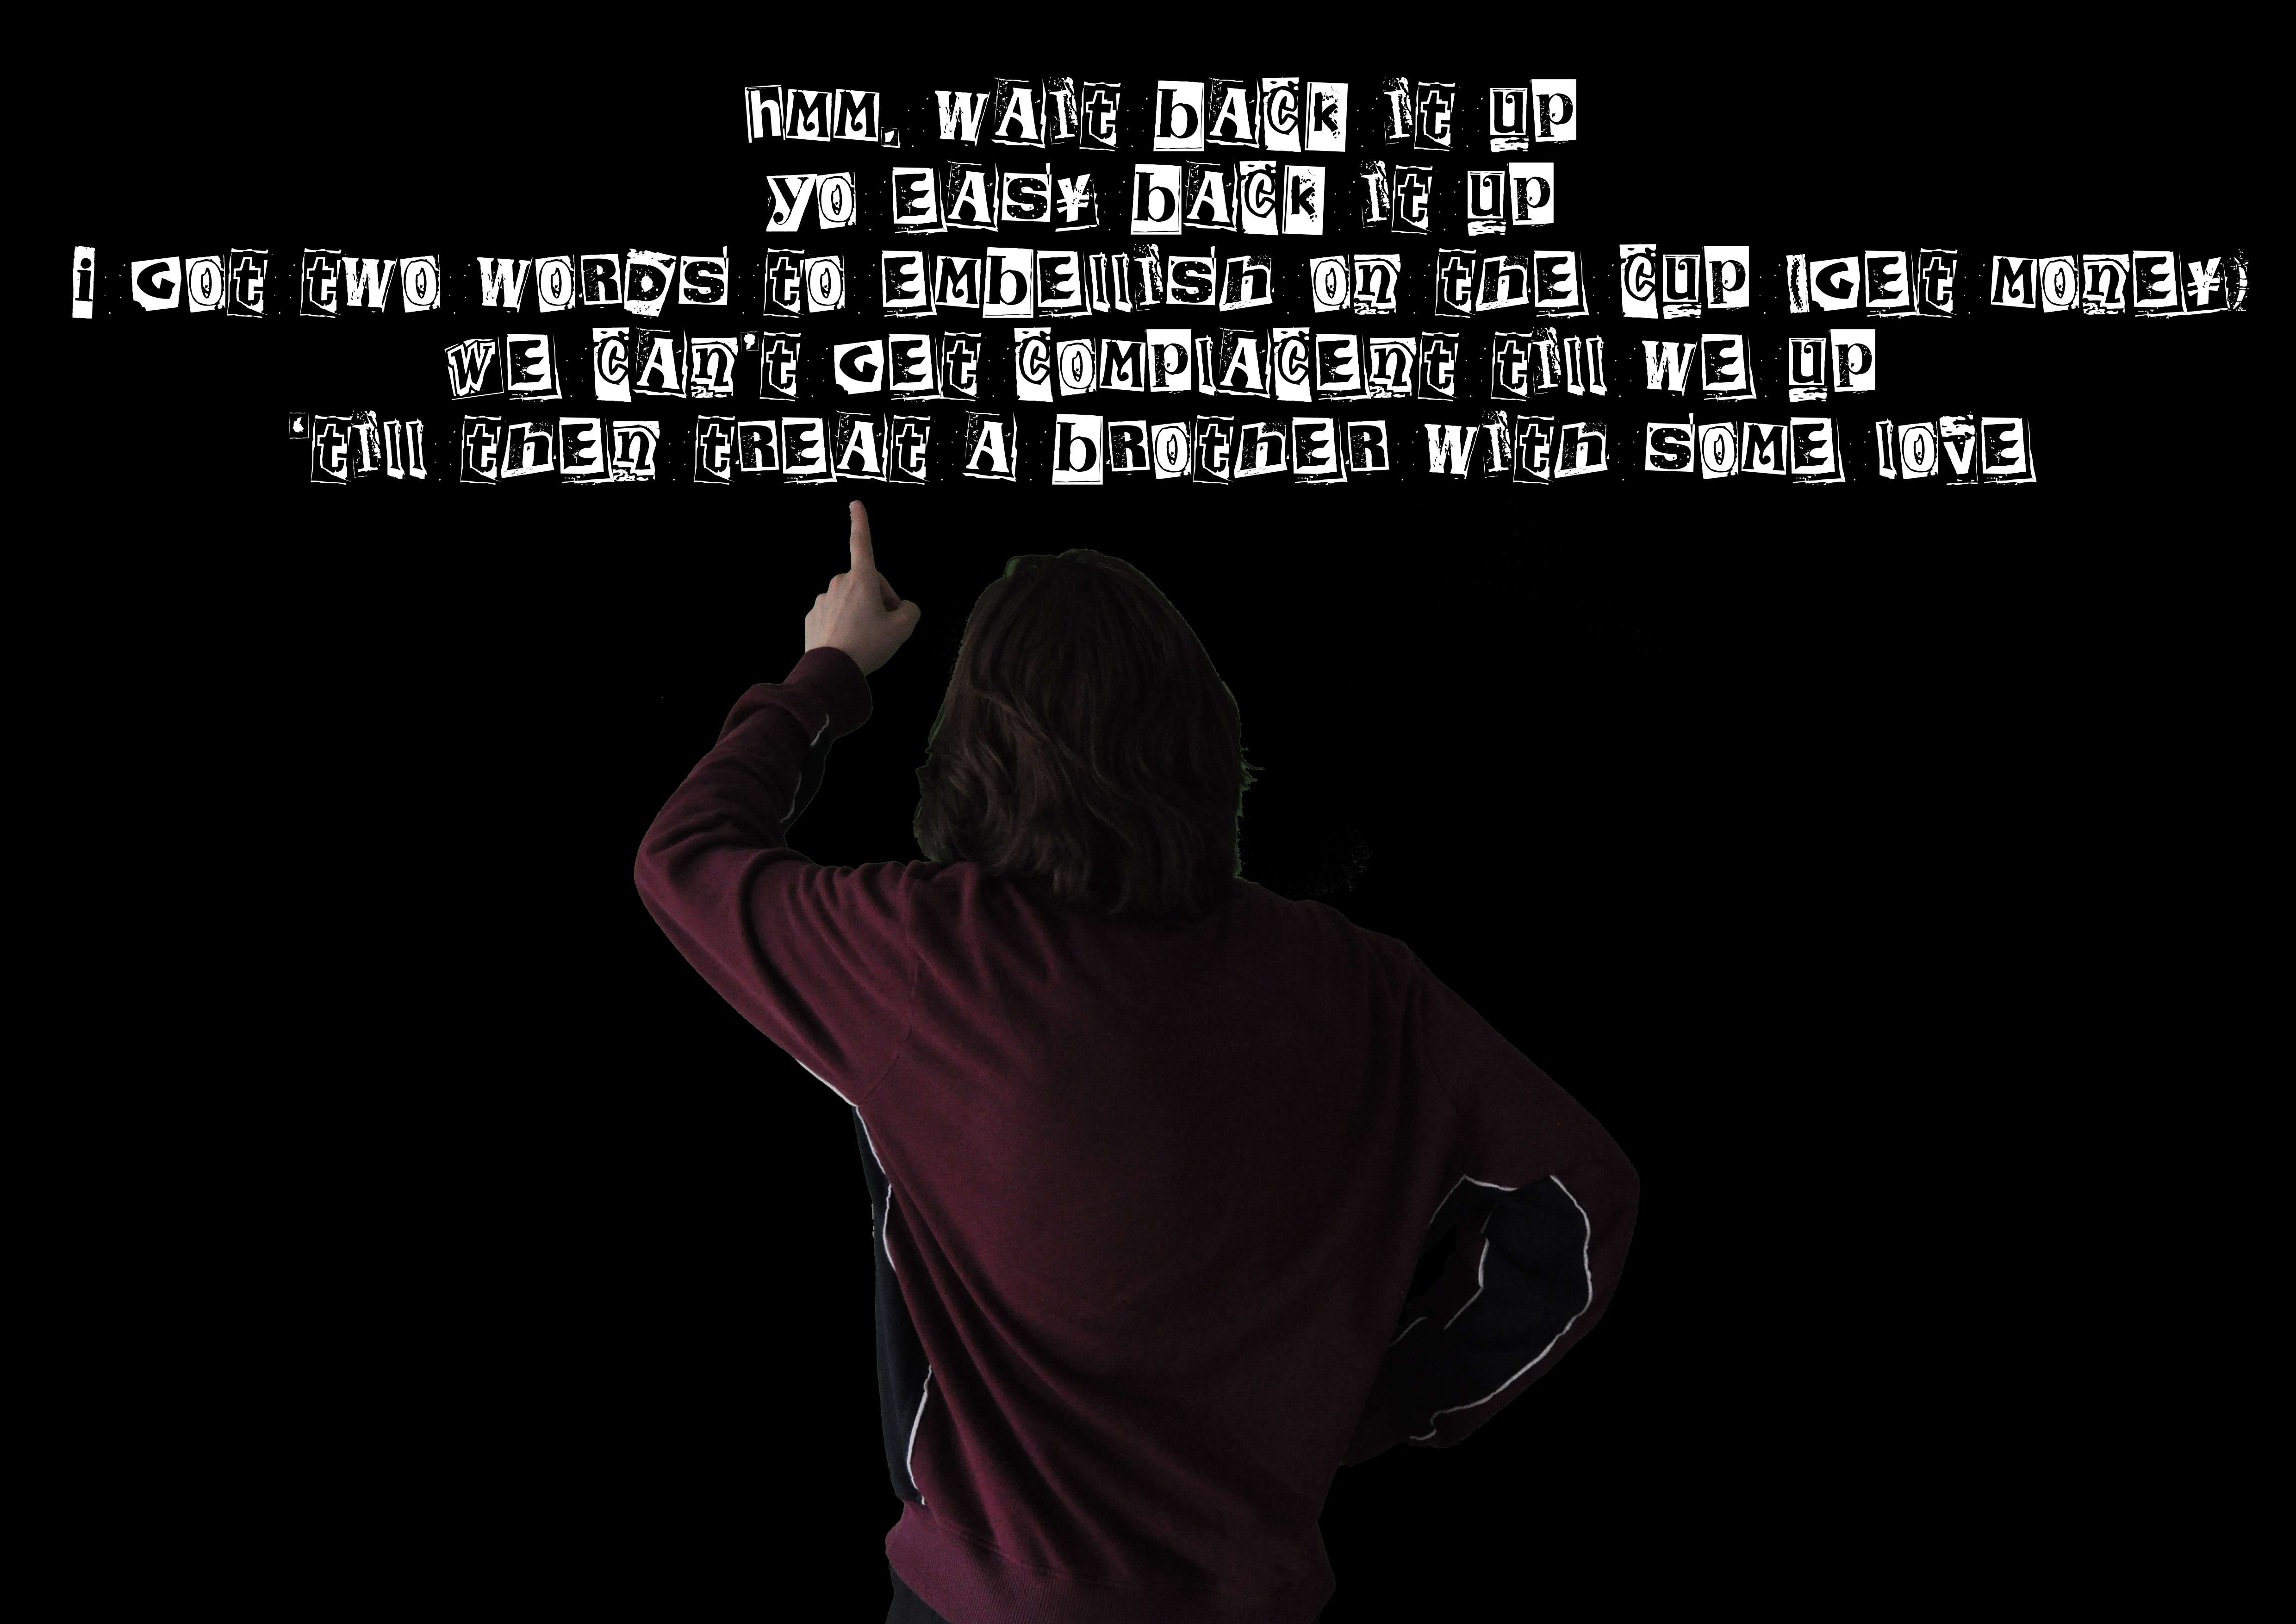 hMM, WAIt bACk It up
yo EASY bACk It up
i GOt tWO WORDS tO EMbEllISh On thE Cup (GEt MOnEY)
WE CAn't GEt COMplACEnt tIll WE up
'tIll thEn tREAt A bROthER WIth SOME lOvE